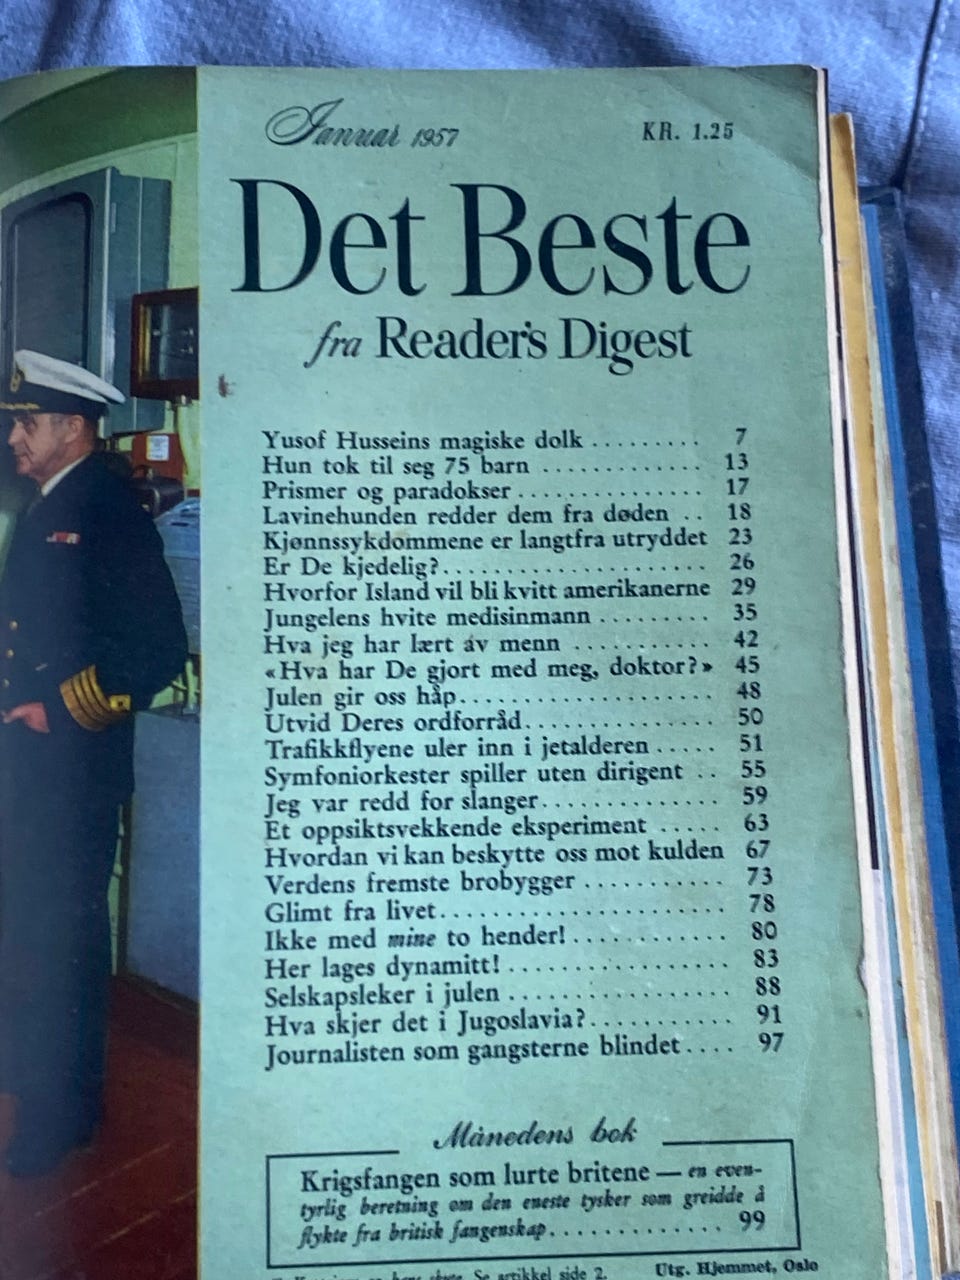 Januar 1957 KR. 1.25
Det Beste
fra Reader's Digest
Yusof Husseins magiske dolk ......... 7
Hun tok til seg 75 barn ............. 13
Prismer og paradokser ............... 17
Lavinehunden redder dem fra døden .. 18
Kjønnssykdommene er langtfra utryddet 23
Er De kjedelig? ..................... 26
Hvorfor Island vil bli kvitt amerikanerne 29
Jungelens hvite medisinmann ......... 35
Hva jeg har lært av menn ........... 42
«Hva har De gjort med meg, doktor?» 45
Julen gir oss håp .................... 48
Utvid Deres ordforråd ............... 50
Trafikkflyene uler inn i jetalderen ..... 51
Symfoniorkester spiller uten dirigent .. 55
Jeg var redd for slanger .............. 59
Et oppsiktsvekkende eksperiment ..... 63
Hvordan vi kan beskytte oss mot kulden 67
Verdens fremste brobygger ........... 73
Glimt fra livet ....................... 78
Ikke med mine to hender! ............ 80
Her lages dynamitt! .................. 83
Selskapsleker i julen ................. 88
Hva skjer det i Jugoslavia? ........... 91
Journalisten som gangsterne blindet .... 97
Månedens bok
Krigsfangen som lurte britene — en even-
tyrlig beretning om den eneste tysker som greidde å
flykte fra britisk fangenskap ............. 99
Se artikkel side 2. Utg. Hjemmet, Oslo